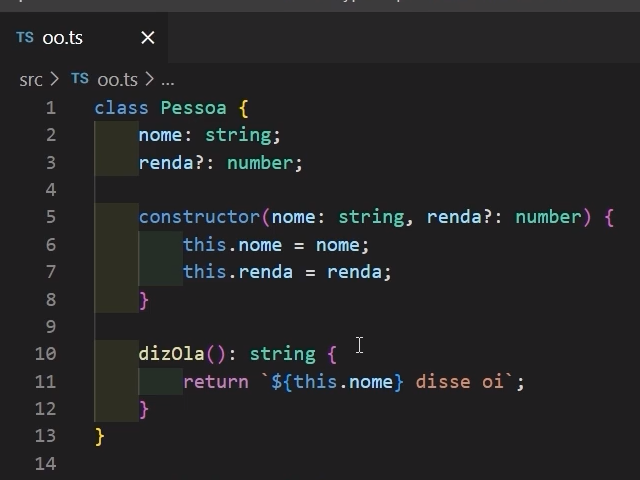 TS oo.ts ×
src > TS oo.ts > ...
1 class Pessoa {
2     nome: string;
3     renda?: number;
4
5     constructor(nome: string, renda?: number) {
6         this.nome = nome;
7         this.renda = renda;
8     }
9
10     dizOla(): string {
11         return `${this.nome} disse oi`;
12     }
13 }
14